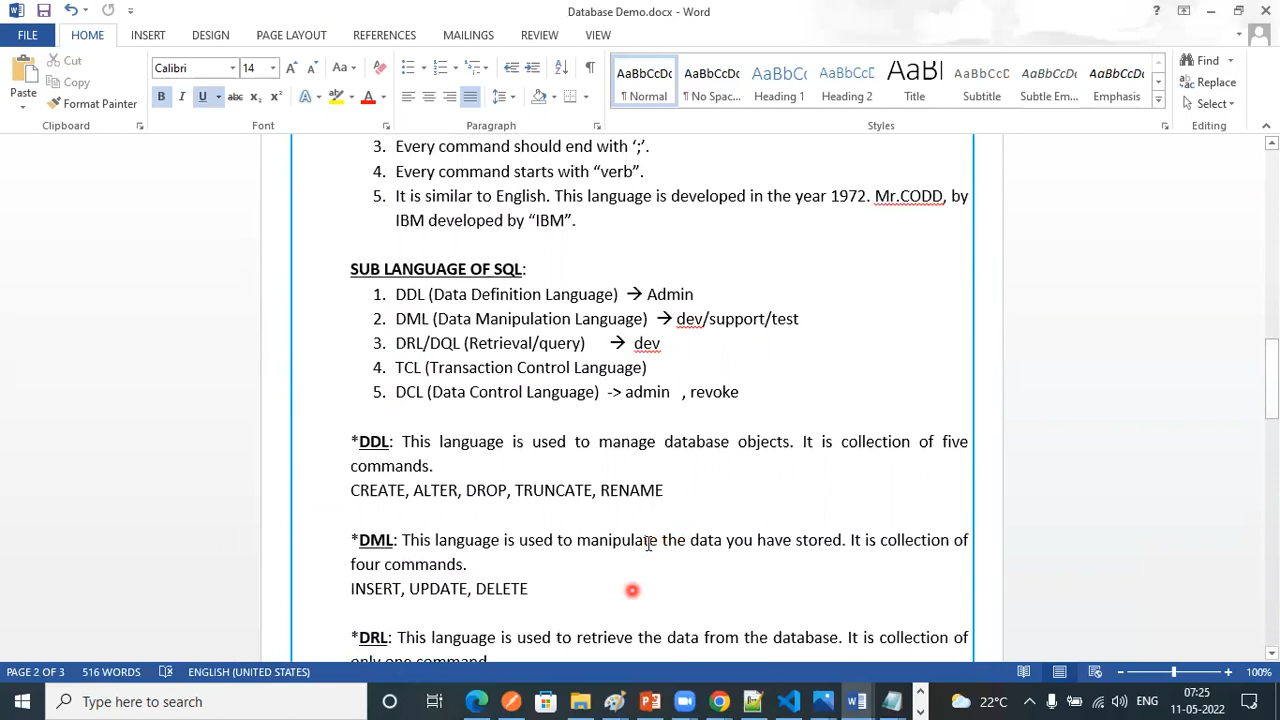 Database Demo.docx - Word
FILE HOME INSERT DESIGN PAGE LAYOUT REFERENCES MAILINGS REVIEW VIEW
Paste
Cut
Copy
Format Painter
Clipboard
Calibri 14
Font
Paragraph
AaBbCcDc AaBbCcDc AaBbCc AaBbCcD AaBl AaBbCcD AaBbCcDc AaBbCcDc
¶ Normal ¶ No Spac... Heading 1 Heading 2 Title Subtitle Subtle Em... Emphasis
Styles
Find
Replace
Select
Editing
3. Every command should end with ‘;’.
4. Every command starts with “verb”.
5. It is similar to English. This language is developed in the year 1972. Mr.CODD, by
IBM developed by “IBM”.
SUB LANGUAGE OF SQL:
1. DDL (Data Definition Language) → Admin
2. DML (Data Manipulation Language) → dev/support/test
3. DRL/DQL (Retrieval/query) → dev
4. TCL (Transaction Control Language)
5. DCL (Data Control Language) -> admin , revoke
*DDL: This language is used to manage database objects. It is collection of five
commands.
CREATE, ALTER, DROP, TRUNCATE, RENAME
*DML: This language is used to manipulate the data you have stored. It is collection of
four commands.
INSERT, UPDATE, DELETE
*DRL: This language is used to retrieve the data from the database. It is collection of
only one command.
PAGE 2 OF 3 516 WORDS ENGLISH (UNITED STATES) 100%
Type here to search
22°C ENG 07:25
11-05-2022